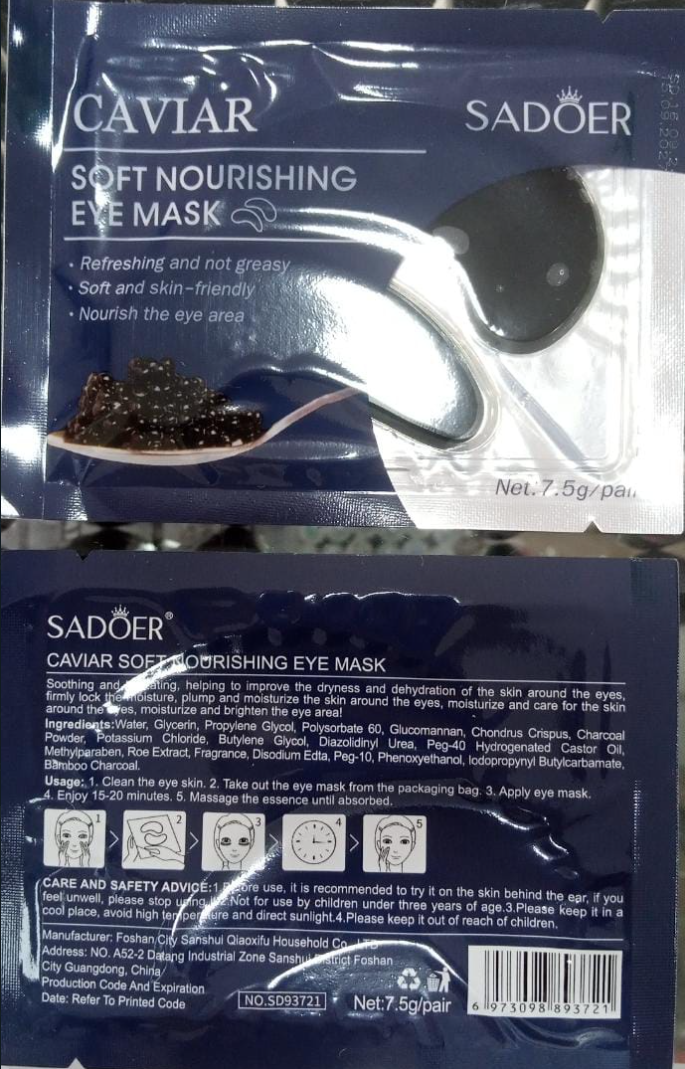 CAVIAR
SADOER
SOFT NOURISHING
EYE MASK
• Refreshing and not greasy
• Soft and skin-friendly
• Nourish the eye area
Net: 7.5g/pair
SADOER®
CAVIAR SOFT NOURISHING EYE MASK
Soothing and helping to improve the dryness and dehydration of the skin around the eyes,
firmly lock the moisture, plump and moisturize the skin around the eyes, moisturize and care for the skin
around the eyes, moisturize and brighten the eye area!
Ingredients:Water, Glycerin, Propylene Glycol, Polysorbate 60, Glucomannan, Chondrus Crispus, Charcoal
Powder, Potassium Chloride, Butylene Glycol, Diazolidinyl Urea, Peg-40 Hydrogenated Castor Oil,
Methylparaben, Roe Extract, Fragrance, Disodium Edta, Peg-10, Phenoxyethanol, Iodopropynyl Butylcarbamate,
Bamboo Charcoal.
Usage: 1. Clean the eye skin. 2. Take out the eye mask from the packaging bag. 3. Apply eye mask.
4. Enjoy 15-20 minutes. 5. Massage the essence until absorbed.
1 2 3 4 5
CARE AND SAFETY ADVICE:1.Before use, it is recommended to try it on the skin behind the ear, if you
feel unwell, please stop using it.2.Not for use by children under three years of age.3.Please keep it in a
cool place, avoid high temperature and direct sunlight.4.Please keep it out of reach of children.
Manufacturer: Foshan City Sanshui Qiaoxifu Household Co., LTD
Address: NO. A52-2 Datang Industrial Zone Sanshui District Foshan
City Guangdong, China
Production Code And Expiration
Date: Refer To Printed Code
NO.SD93721
Net:7.5g/pair
6 973098 893721